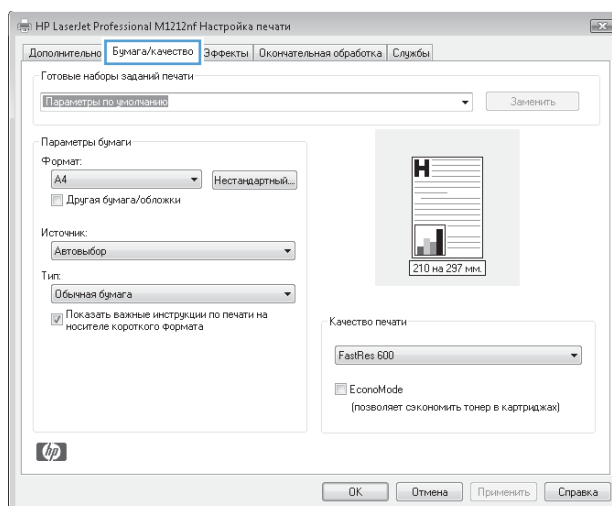 HP LaserJet Professional M1212nf Настройка печати
Дополнительно Бумага/качество Эффекты Окончательная обработка Службы
Готовые наборы заданий печати
Параметры по умолчанию Заменить
Параметры бумаги
Формат:
A4 Нестандартный...
Другая бумага/обложки
Источник:
Автовыбор
Тип:
Обычная бумага
Показать важные инструкции по печати на
носителе короткого формата
H
210 на 297 мм.
Качество печати
FastRes 600
EconoMode
(позволяет сэкономить тонер в картриджах)
hp
OK Отмена Применить Справка